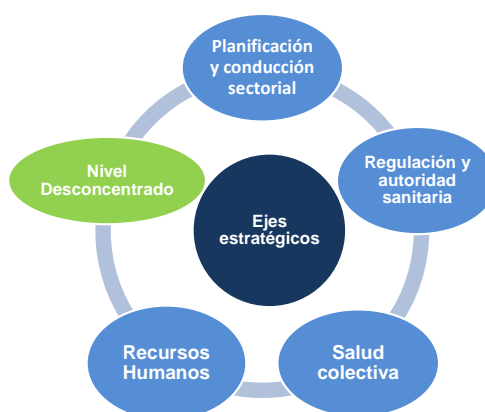 Planificación
y conducción
sectorial
Nivel
Desconcentrado
Regulación y
autoridad
sanitaria
Ejes
estratégicos
Recursos
Humanos
Salud
colectiva